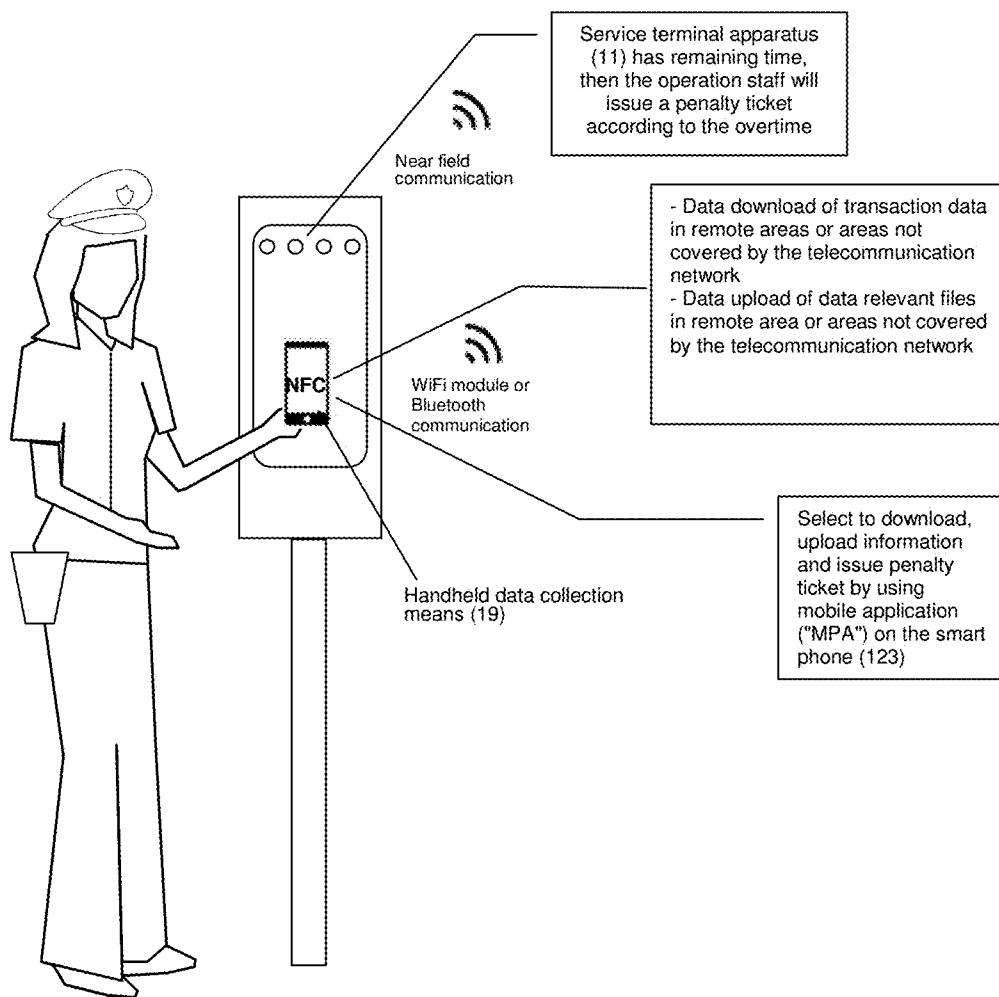 Service terminal apparatus
(11) has remaining time,
then the operation staff will
issue a penalty ticket
according to the overtime
Near field
communication
- Data download of transaction data
in remote areas or areas not
covered by the telecommunication
network
- Data upload of data relevant files
in remote area or areas not covered
by the telecommunication network
NFC
WiFi module or
Bluetooth
communication
Select to download,
upload information
and issue penalty
ticket by using
mobile application
("MPA") on the smart
phone (123)
Handheld data collection
means (19)